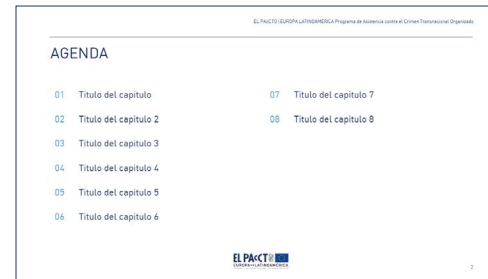 EL PAcCTO | EUROPA LATINOAMÉRICA Programa de Asistencia contra el Crimen Transnacional Organizado
AGENDA
01 Titulo del capitulo
02 Titulo del capitulo 2
03 Titulo del capitulo 3
04 Titulo del capitulo 4
05 Titulo del capitulo 5
06 Titulo del capitulo 6
07 Titulo del capitulo 7
08 Titulo del capitulo 8
EL PAcCTO
EUROPA LATINOAMÉRICA
2